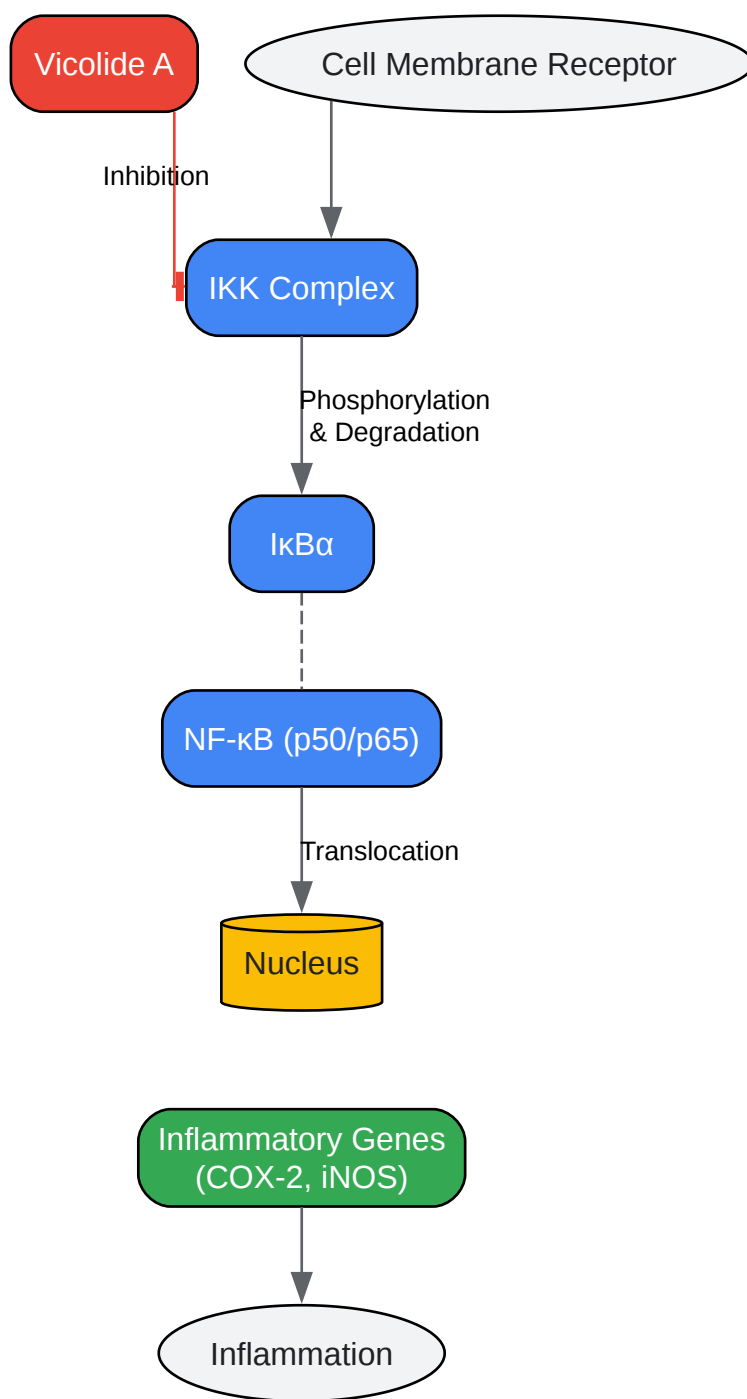 Vicolide A
Cell Membrane Receptor
Inhibition
IKK Complex
Phosphorylation
& Degradation
IκBα
NF-κB (p50/p65)
Translocation
Nucleus
Inflammatory Genes
(COX-2, iNOS)
Inflammation